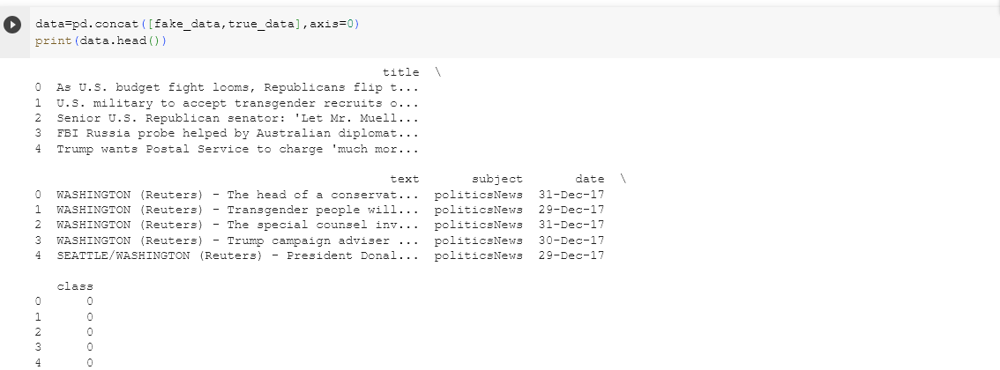 data=pd.concat([fake_data,true_data],axis=0)
print(data.head())
title \
0 As U.S. budget fight looms, Republicans flip t...
1 U.S. military to accept transgender recruits o...
2 Senior U.S. Republican senator: 'Let Mr. Muell...
3 FBI Russia probe helped by Australian diplomat...
4 Trump wants Postal Service to charge 'much mor...
text subject date \
0 WASHINGTON (Reuters) - The head of a conservat... politicsNews 31-Dec-17
1 WASHINGTON (Reuters) - Transgender people will... politicsNews 29-Dec-17
2 WASHINGTON (Reuters) - The special counsel inv... politicsNews 31-Dec-17
3 WASHINGTON (Reuters) - Trump campaign adviser ... politicsNews 30-Dec-17
4 SEATTLE/WASHINGTON (Reuters) - President Donal... politicsNews 29-Dec-17
class
0 0
1 0
2 0
3 0
4 0